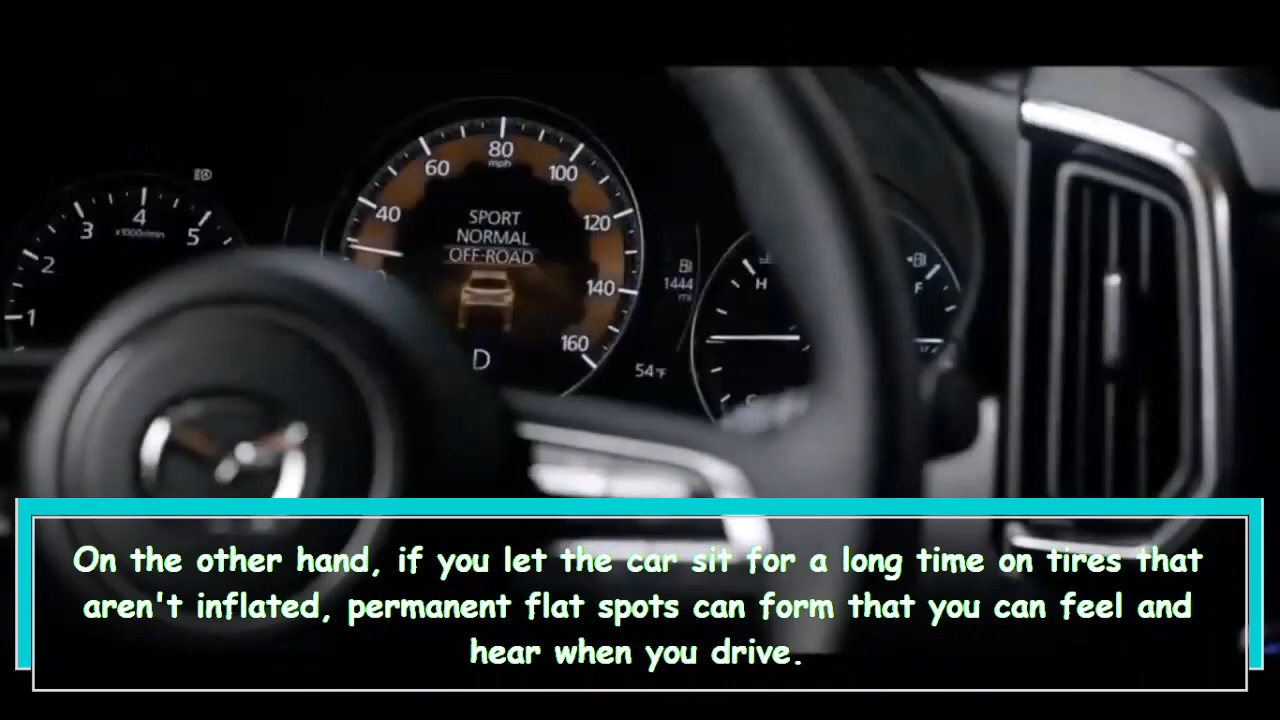 1
2
3
4
5
x1000r/min
40
60
80
mph
100
120
140
160
SPORT
NORMAL
OFF-ROAD
D
1444
mi
54°F
H
F
On the other hand, if you let the car sit for a long time on tires that
aren't inflated, permanent flat spots can form that you can feel and
hear when you drive.